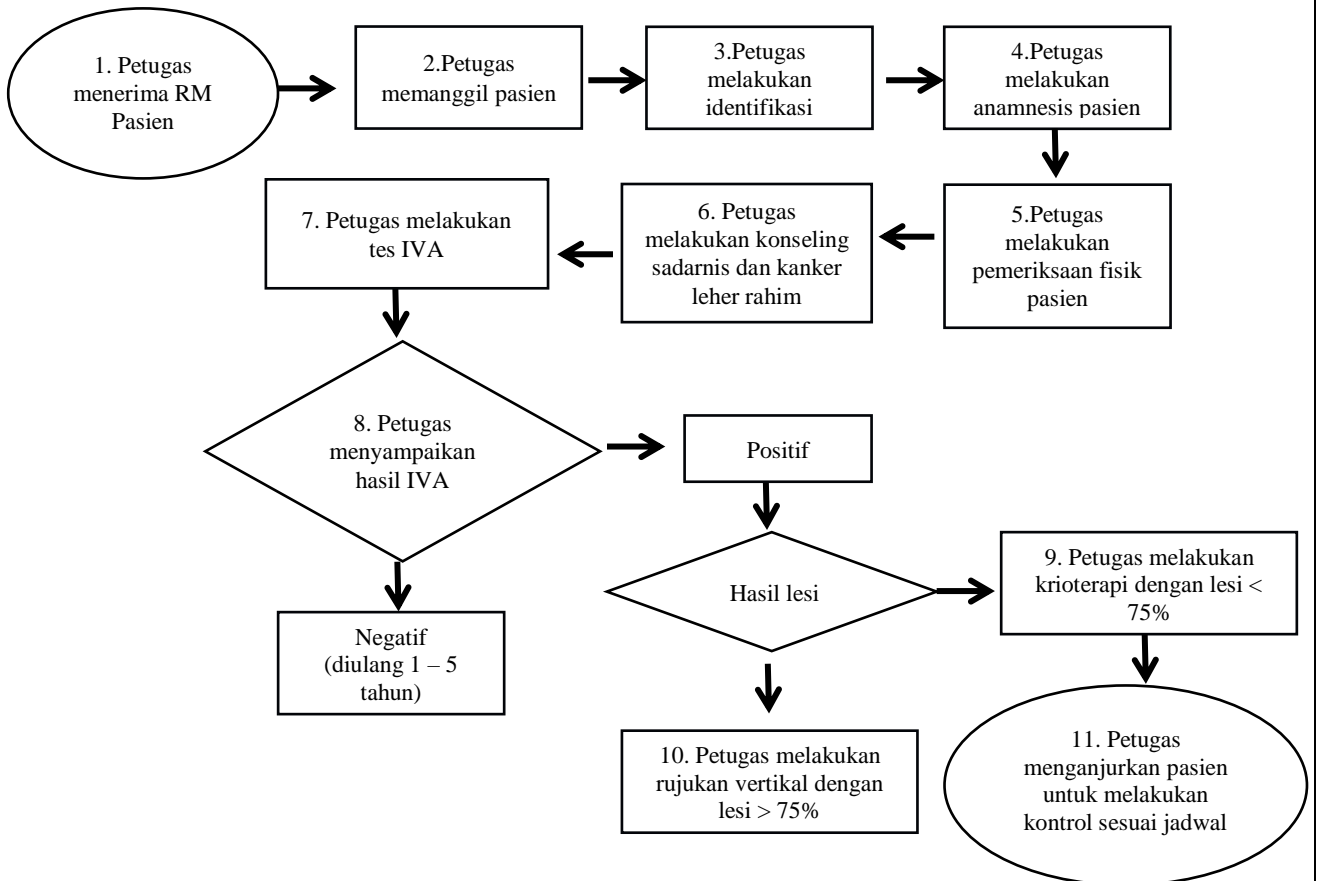 1. Petugas
menerima RM
Pasien
2.Petugas
memanggil pasien
3.Petugas
melakukan
identifikasi
4.Petugas
melakukan
anamnesis pasien
5.Petugas
melakukan
pemeriksaan fisik
pasien
6. Petugas
melakukan konseling
sadarnis dan kanker
leher rahim
7. Petugas melakukan
tes IVA
8. Petugas
menyampaikan
hasil IVA
Positif
Negatif
(diulang 1 – 5
tahun)
Hasil lesi
9. Petugas melakukan
krioterapi dengan lesi <
75%
10. Petugas melakukan
rujukan vertikal dengan
lesi > 75%
11. Petugas
menganjurkan pasien
untuk melakukan
kontrol sesuai jadwal